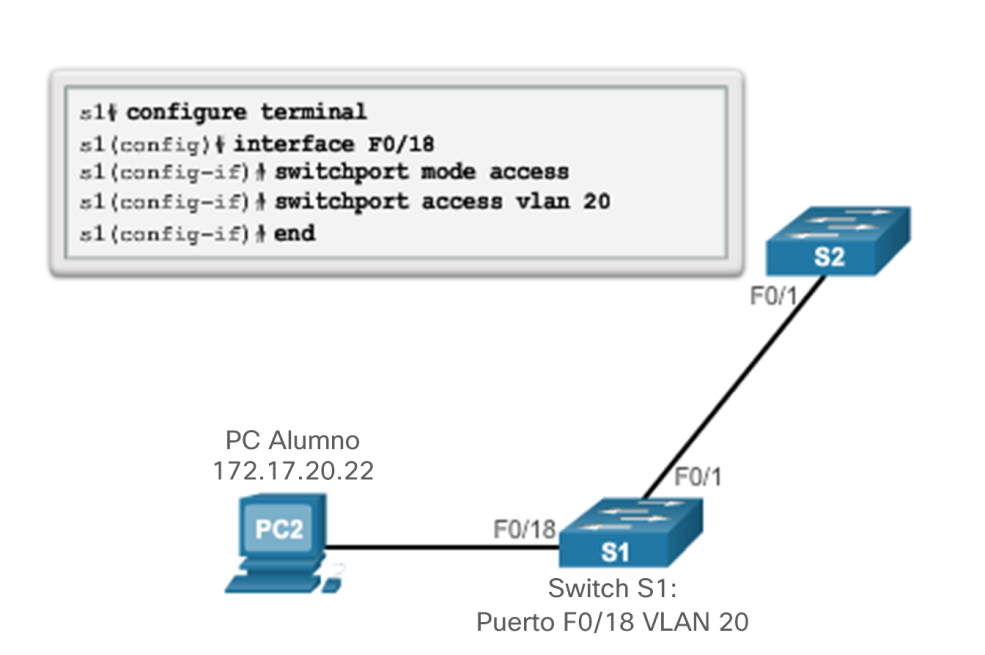 s1# configure terminal
s1(config)# interface F0/18
s1(config-if)# switchport mode access
s1(config-if)# switchport access vlan 20
s1(config-if)# end
S2
F0/1
PC Alumno
172.17.20.22
F0/1
PC2
F0/18
S1
Switch S1:
Puerto F0/18 VLAN 20